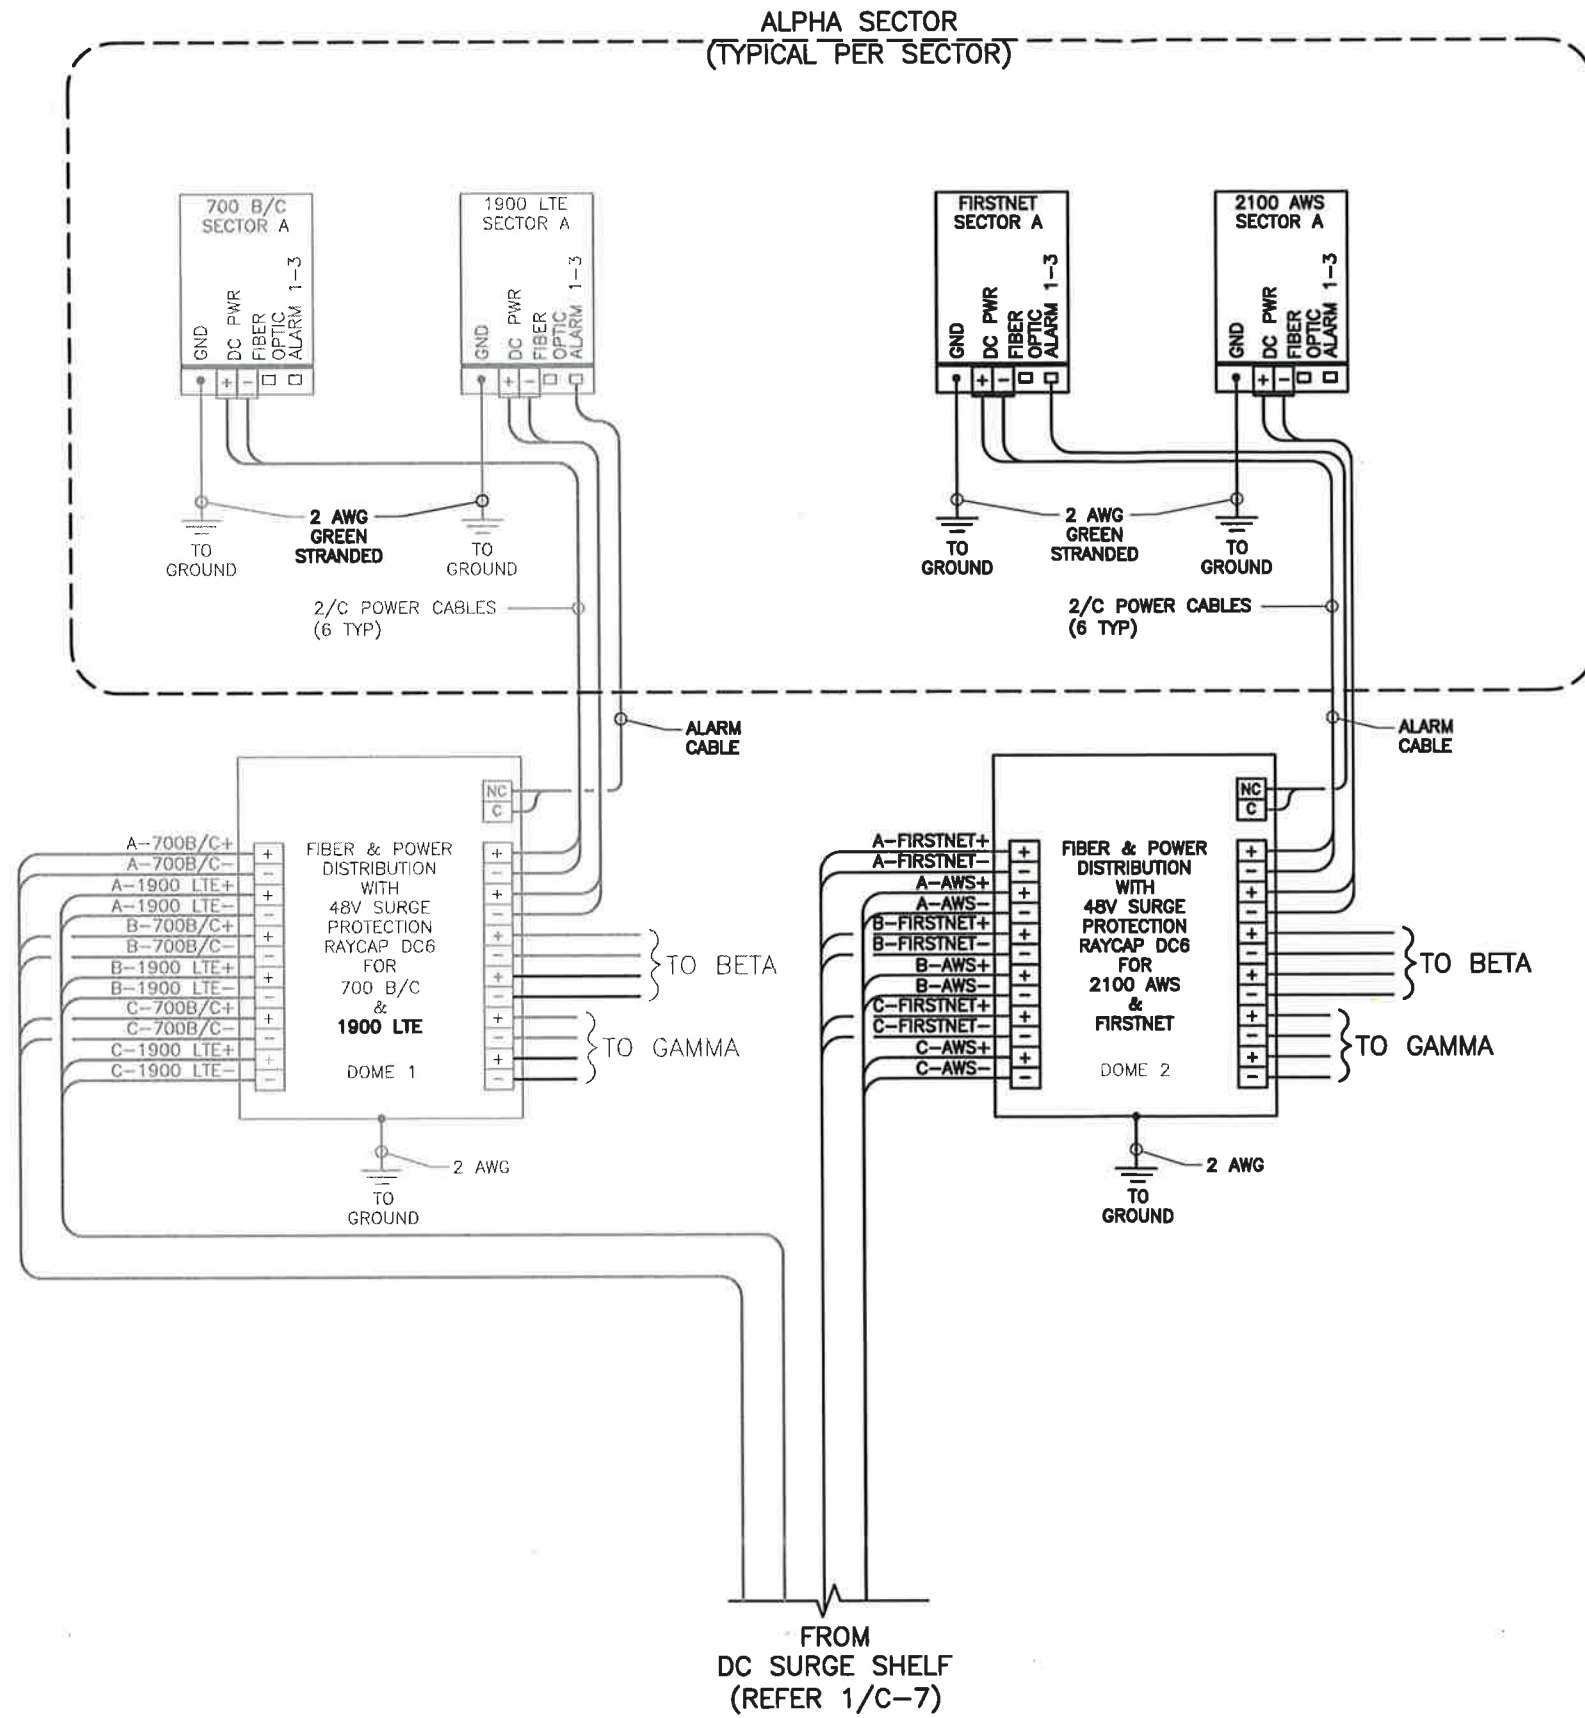 ALPHA SECTOR
(TYPICAL PER SECTOR)
700 B/C
SECTOR A
GND
DC PWR
FIBER
OPTIC
ALARM 1-3
+
-
1900 LTE
SECTOR A
GND
DC PWR
FIBER
OPTIC
ALARM 1-3
+
-
FIRSTNET
SECTOR A
GND
DC PWR
FIBER
OPTIC
ALARM 1-3
+
-
2100 AWS
SECTOR A
GND
DC PWR
FIBER
OPTIC
ALARM 1-3
+
-
2 AWG
GREEN
STRANDED
TO
GROUND
TO
GROUND
2 AWG
GREEN
STRANDED
TO
GROUND
TO
GROUND
2/C POWER CABLES
(6 TYP)
2/C POWER CABLES
(6 TYP)
ALARM
CABLE
ALARM
CABLE
NC
C
A-700B/C+
A-700B/C-
A-1900 LTE+
A-1900 LTE-
B-700B/C+
B-700B/C-
B-1900 LTE+
B-1900 LTE-
C-700B/C+
C-700B/C-
C-1900 LTE+
C-1900 LTE-
+
-
+
-
+
-
+
-
+
-
+
-
FIBER & POWER
DISTRIBUTION
WITH
48V SURGE
PROTECTION
RAYCAP DC6
FOR
700 B/C
&
1900 LTE
DOME 1
+
-
+
-
+
-
+
-
+
-
+
-
TO BETA
TO GAMMA
2 AWG
TO
GROUND
NC
C
A-FIRSTNET+
A-FIRSTNET-
A-AWS+
A-AWS-
B-FIRSTNET+
B-FIRSTNET-
B-AWS+
B-AWS-
C-FIRSTNET+
C-FIRSTNET-
C-AWS+
C-AWS-
+
-
+
-
+
-
+
-
+
-
+
-
FIBER & POWER
DISTRIBUTION
WITH
48V SURGE
PROTECTION
RAYCAP DC6
FOR
2100 AWS
&
FIRSTNET
DOME 2
+
-
+
-
+
-
+
-
+
-
+
-
TO BETA
TO GAMMA
2 AWG
TO
GROUND
FROM
DC SURGE SHELF
(REFER 1/C-7)